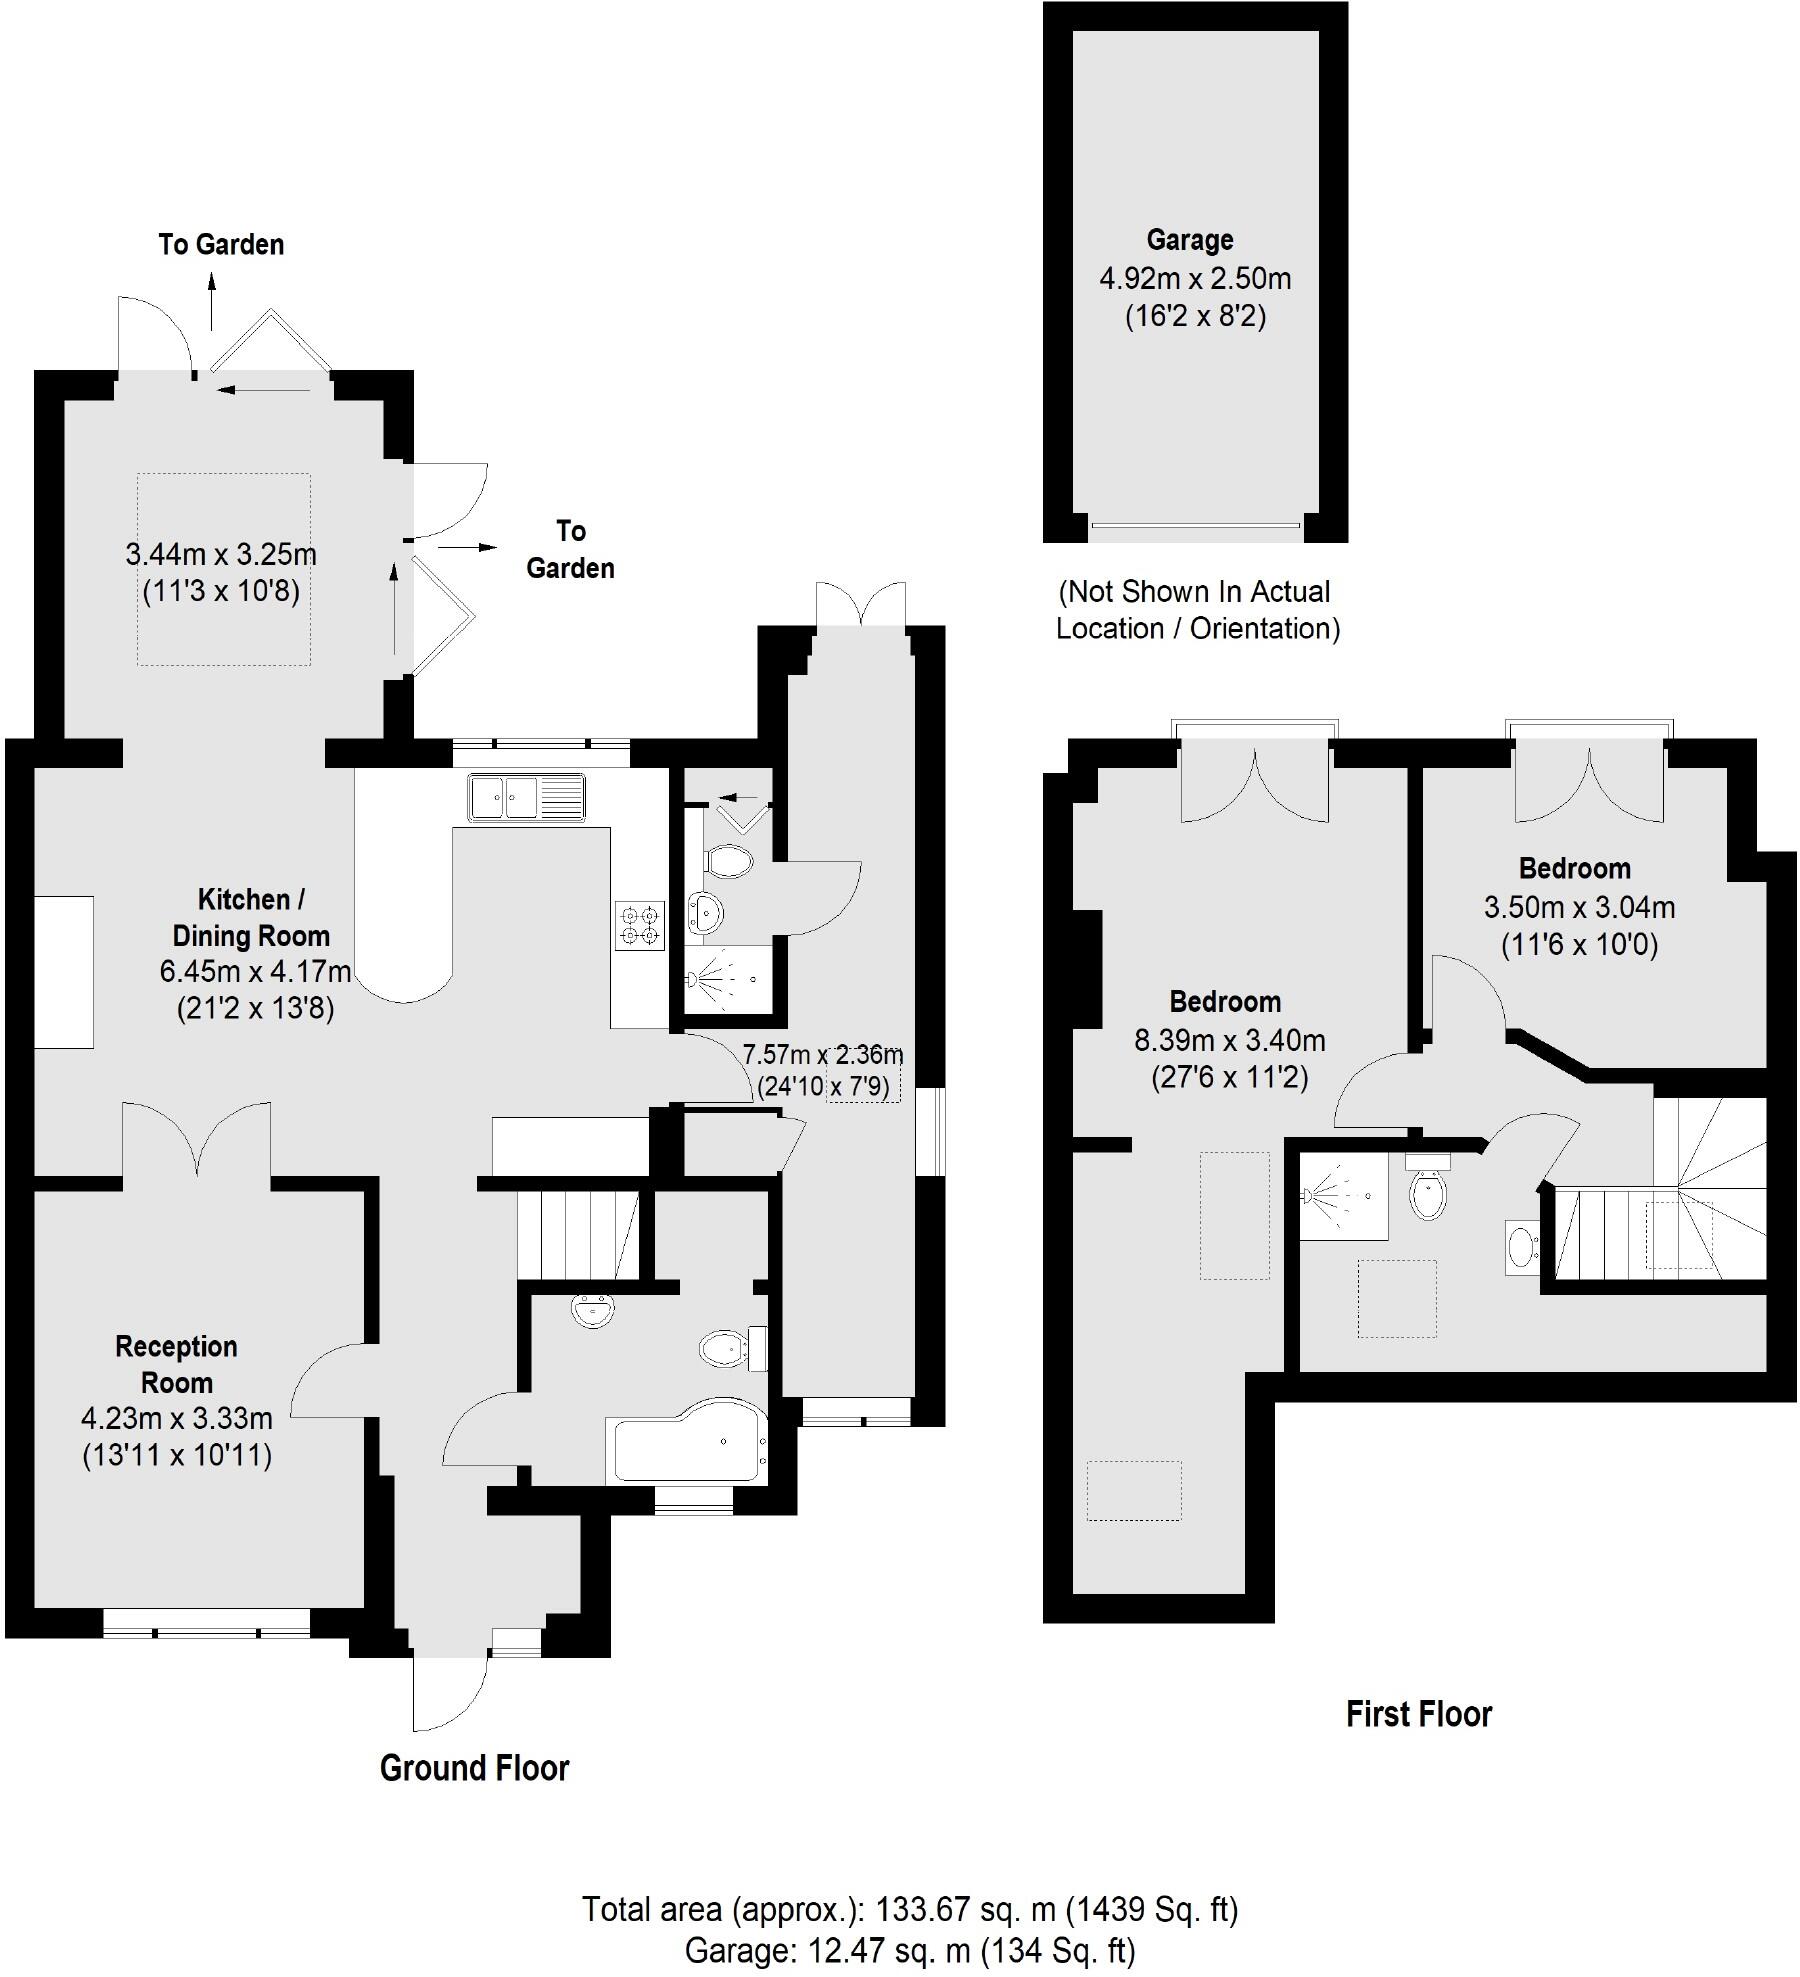 Garage
4.92m x 2.50m
(16'2 x 8'2)
(Not Shown In Actual
Location / Orientation)
To Garden
To
Garden
3.44m x 3.25m
(11'3 x 10'8)
Kitchen /
Dining Room
6.45m x 4.17m
(21'2 x 13'8)
7.57m x 2.36m
(24'10 x 7'9)
Reception
Room
4.23m x 3.33m
(13'11 x 10'11)
Ground Floor
Bedroom
3.50m x 3.04m
(11'6 x 10'0)
Bedroom
8.39m x 3.40m
(27'6 x 11'2)
First Floor
Total area (approx.): 133.67 sq. m (1439 Sq. ft)
Garage: 12.47 sq. m (134 Sq. ft)